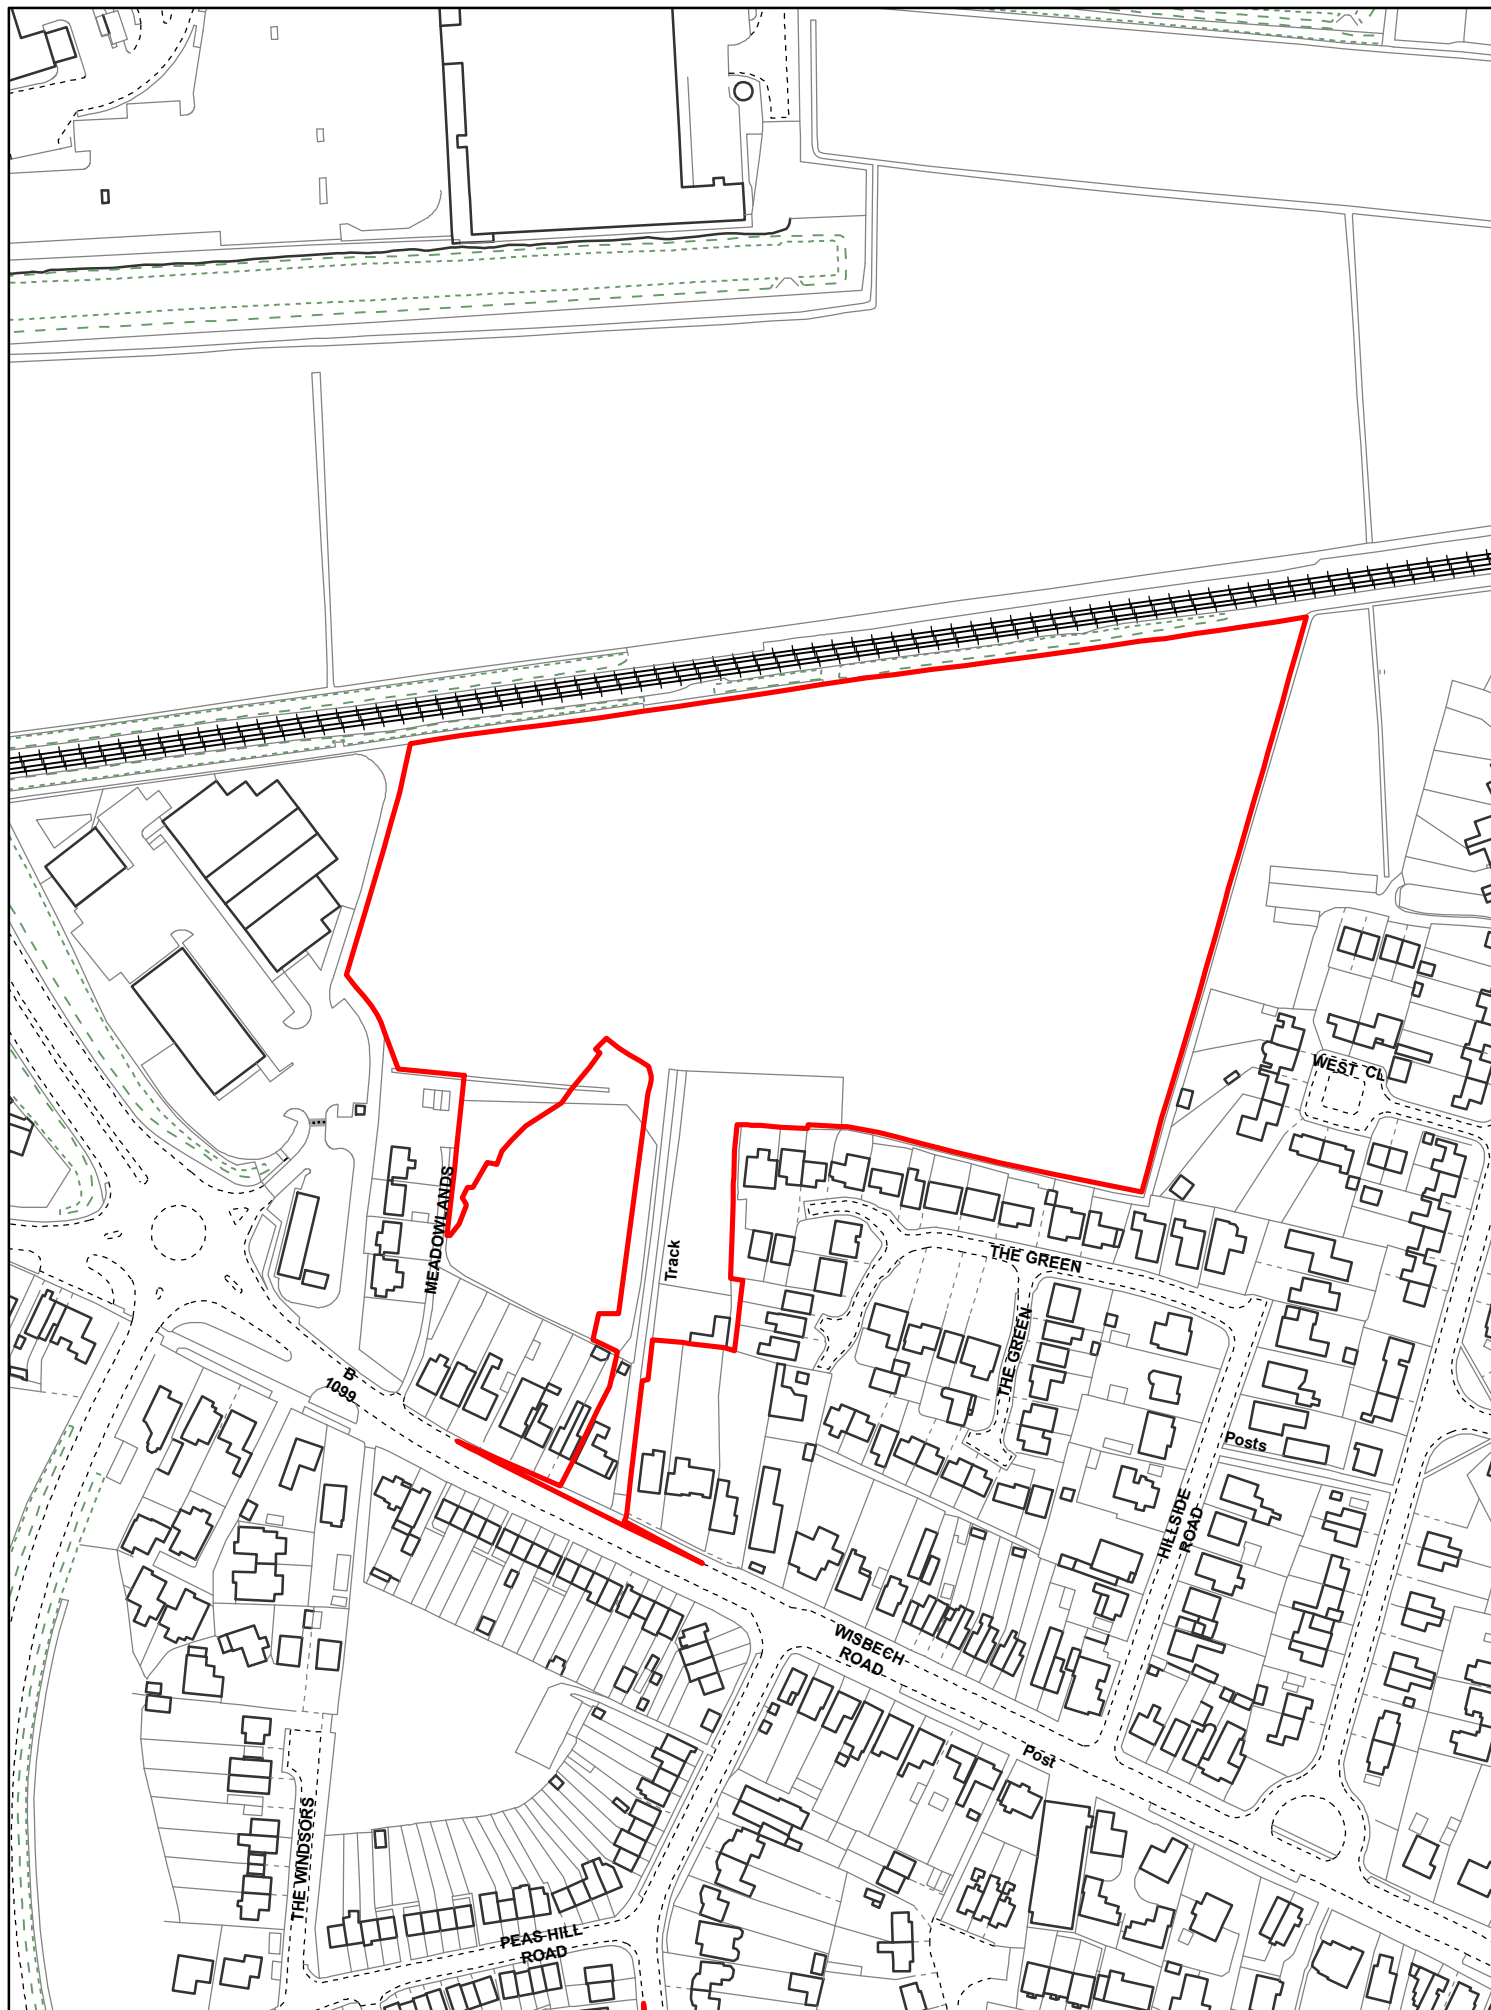 WEST CL
MEADOWLANDS
Track
THE GREEN
THE GREEN
B
1099
Posts
HILLSIDE
ROAD
WISBECH
ROAD
Post
THE WINDSORS
PEAS HILL
ROAD